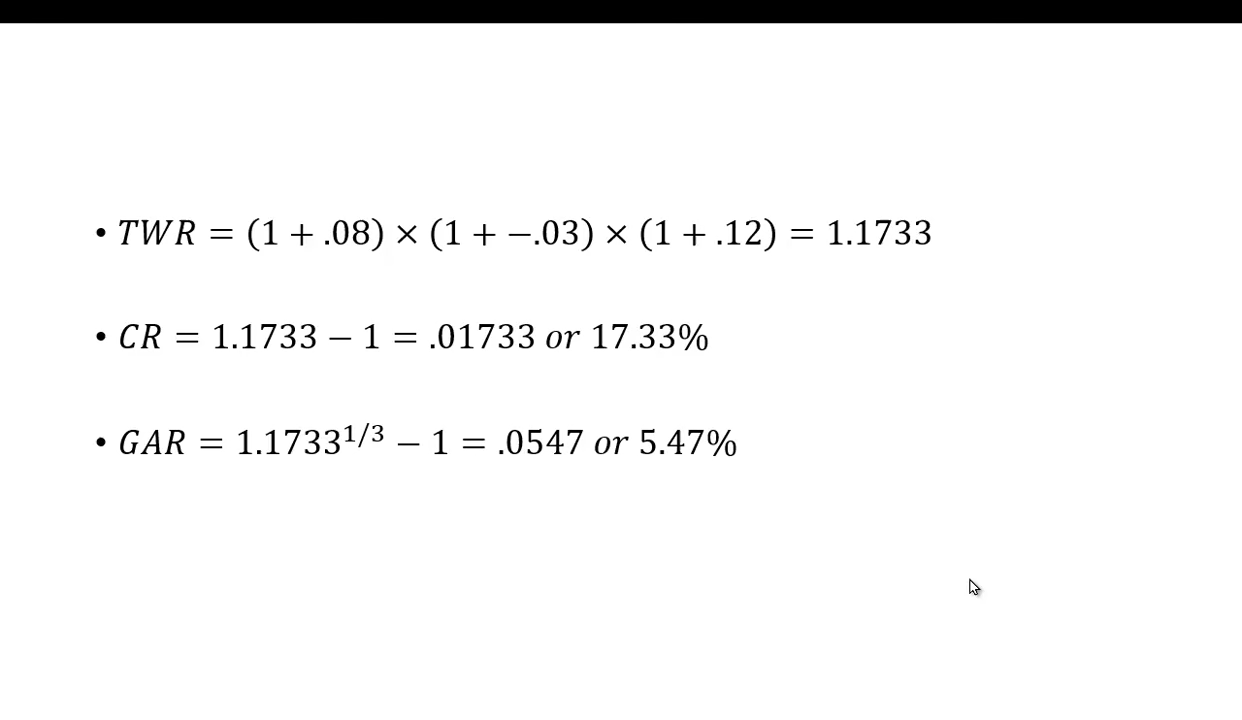 • TWR = (1 + .08) × (1 + −.03) × (1 + .12) = 1.1733
• CR = 1.1733 − 1 = .01733 or 17.33%
• GAR = 1.1733^{1/3} − 1 = .0547 or 5.47%